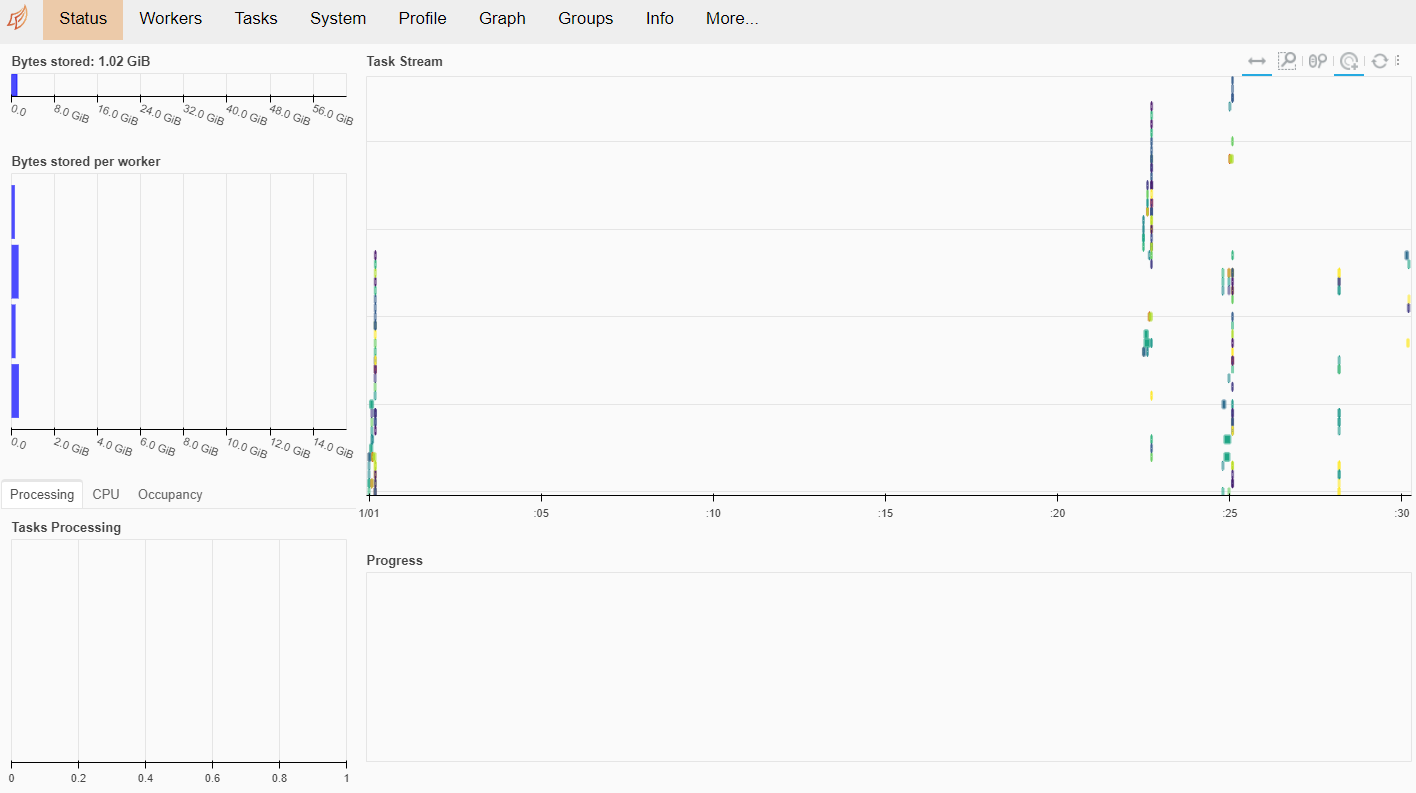 Status Workers Tasks System Profile Graph Groups Info More...
Bytes stored: 1.02 GiB
0.0 8.0 GiB 16.0 GiB 24.0 GiB 32.0 GiB 40.0 GiB 48.0 GiB 56.0 GiB
Bytes stored per worker
0.0 2.0 GiB 4.0 GiB 6.0 GiB 8.0 GiB 10.0 GiB 12.0 GiB 14.0 GiB
Processing CPU Occupancy
Tasks Processing
0 0.2 0.4 0.6 0.8 1
Task Stream
1/01 :05 :10 :15 :20 :25 :30
Progress